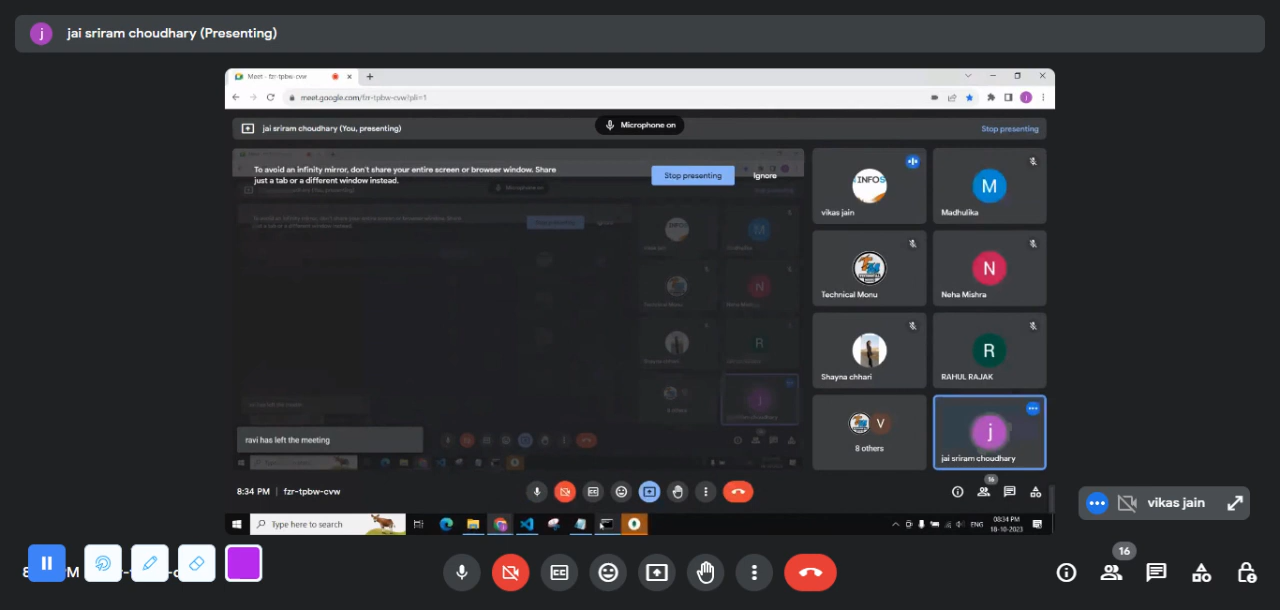 j jai sriram choudhary (Presenting)
Meet - fzr-tpbw-cvw
meet.google.com/fzr-tpbw-cvw?pli=1
j
jai sriram choudhary (You, presenting)
Microphone on
Stop presenting
To avoid an infinity mirror, don't share your entire screen or browser window. Share
just a tab or a different window instead.
Stop presenting
Ignore
INFOS
vikas jain
M
Madhulika
Technical Monu
N
Neha Mishra
Shayna chhari
R
RAHUL RAJAK
V
8 others
j
jai sriram choudhary
ravi has left the meeting
8:34 PM | fzr-tpbw-cvw
16
Type here to search
ENG
08:34 PM
18-10-2023
vikas jain
16